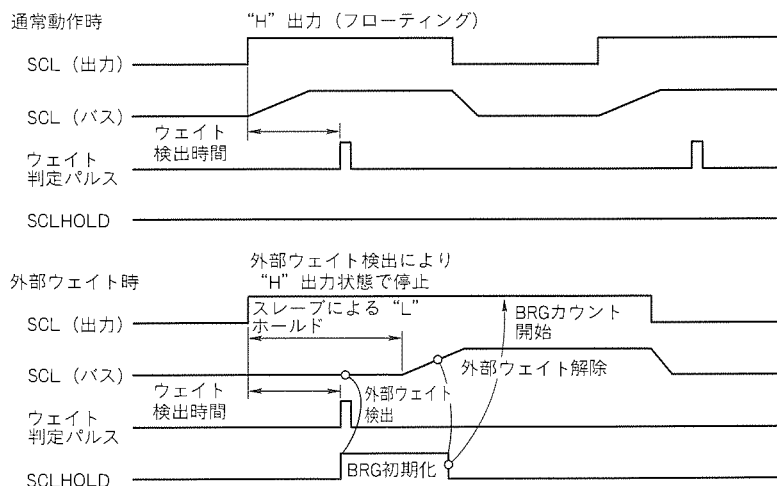 通常動作時
“H” 出力 (フローティング)
SCL (出力)
SCL (バス)
ウェイト
検出時間
ウェイト
判定パルス
SCLHOLD
外部ウェイト検出により
“H” 出力状態で停止
外部ウェイト時
スレーブによる “L”
ホールド
BRGカウント
開始
SCL (出力)
SCL (バス)
外部ウェイト解除
ウェイト
検出時間
外部ウェイト
検出
ウェイト
判定パルス
SCLHOLD
BRG初期化